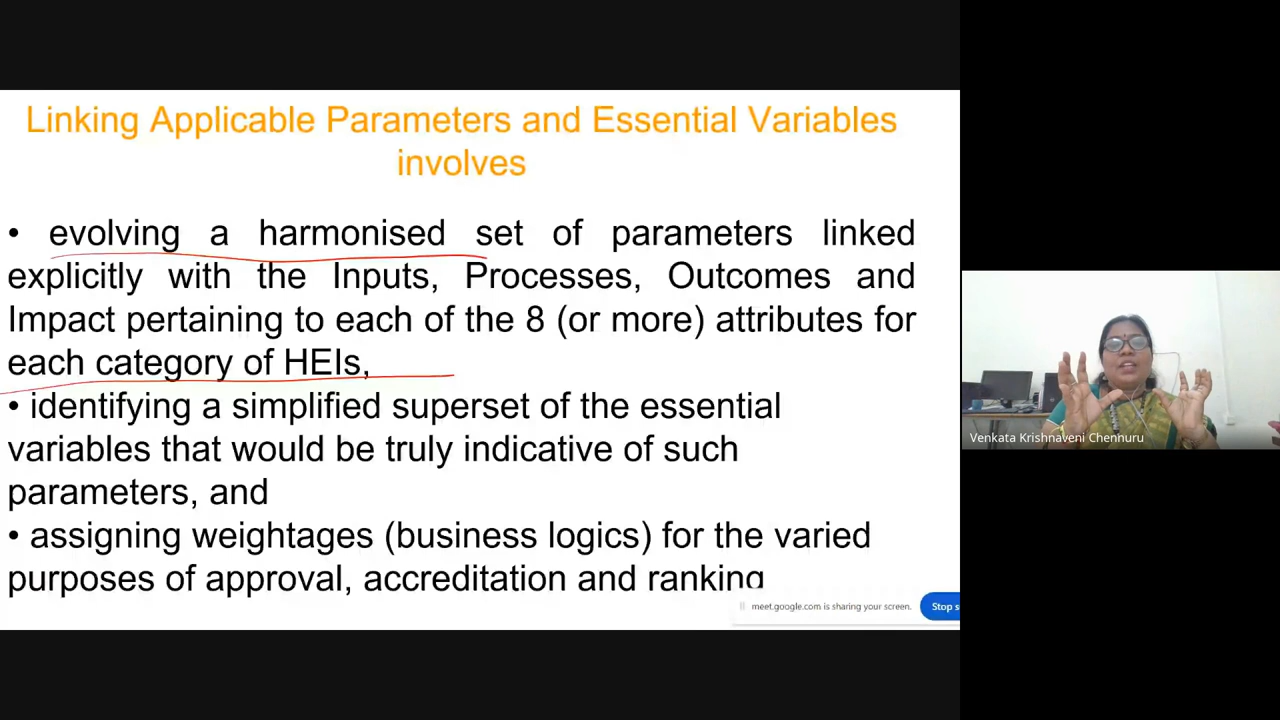 Linking Applicable Parameters and Essential Variables
involves
• evolving a harmonised set of parameters linked
explicitly with the Inputs, Processes, Outcomes and
Impact pertaining to each of the 8 (or more) attributes for
each category of HEIs,
• identifying a simplified superset of the essential
variables that would be truly indicative of such
parameters, and
• assigning weightages (business logics) for the varied
purposes of approval, accreditation and ranking
meet.google.com is sharing your screen.
Stop s
Venkata Krishnaveni Chennuru